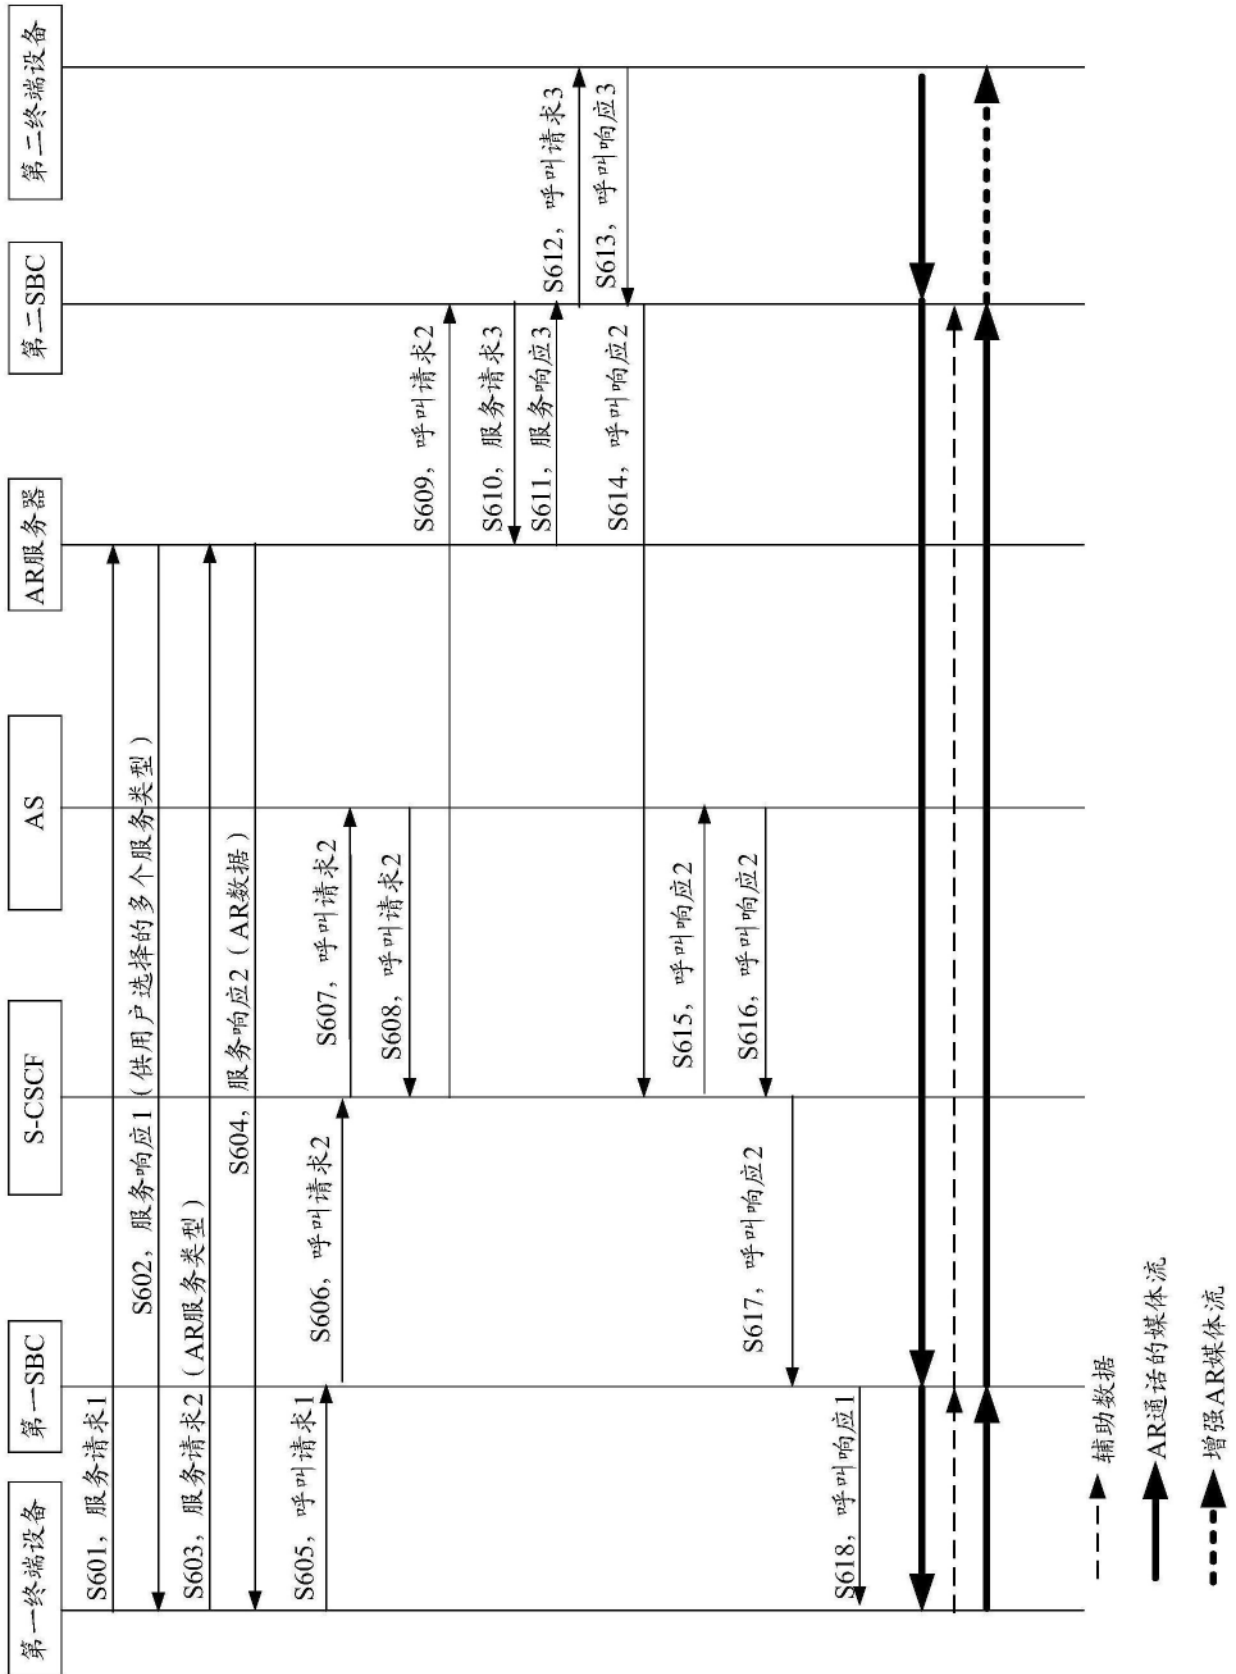 第一终端设备
第一SBC
S-CSCF
AS
AR服务器
第二SBC
第二终端设备
S601，服务请求1
S602，服务响应1（供用户选择的多个服务类型）
S603，服务请求2（AR服务类型）
S604，服务响应2（AR数据）
S605，呼叫请求1
S606，呼叫请求2
S607，呼叫请求2
S608，呼叫请求2
S609，呼叫请求2
S610，服务请求3
S611，服务响应3
S612，呼叫请求3
S613，呼叫响应3
S614，呼叫响应2
S615，呼叫响应2
S616，呼叫响应2
S617，呼叫响应2
S618，呼叫响应1
辅助数据
AR通话的媒体流
增强AR媒体流